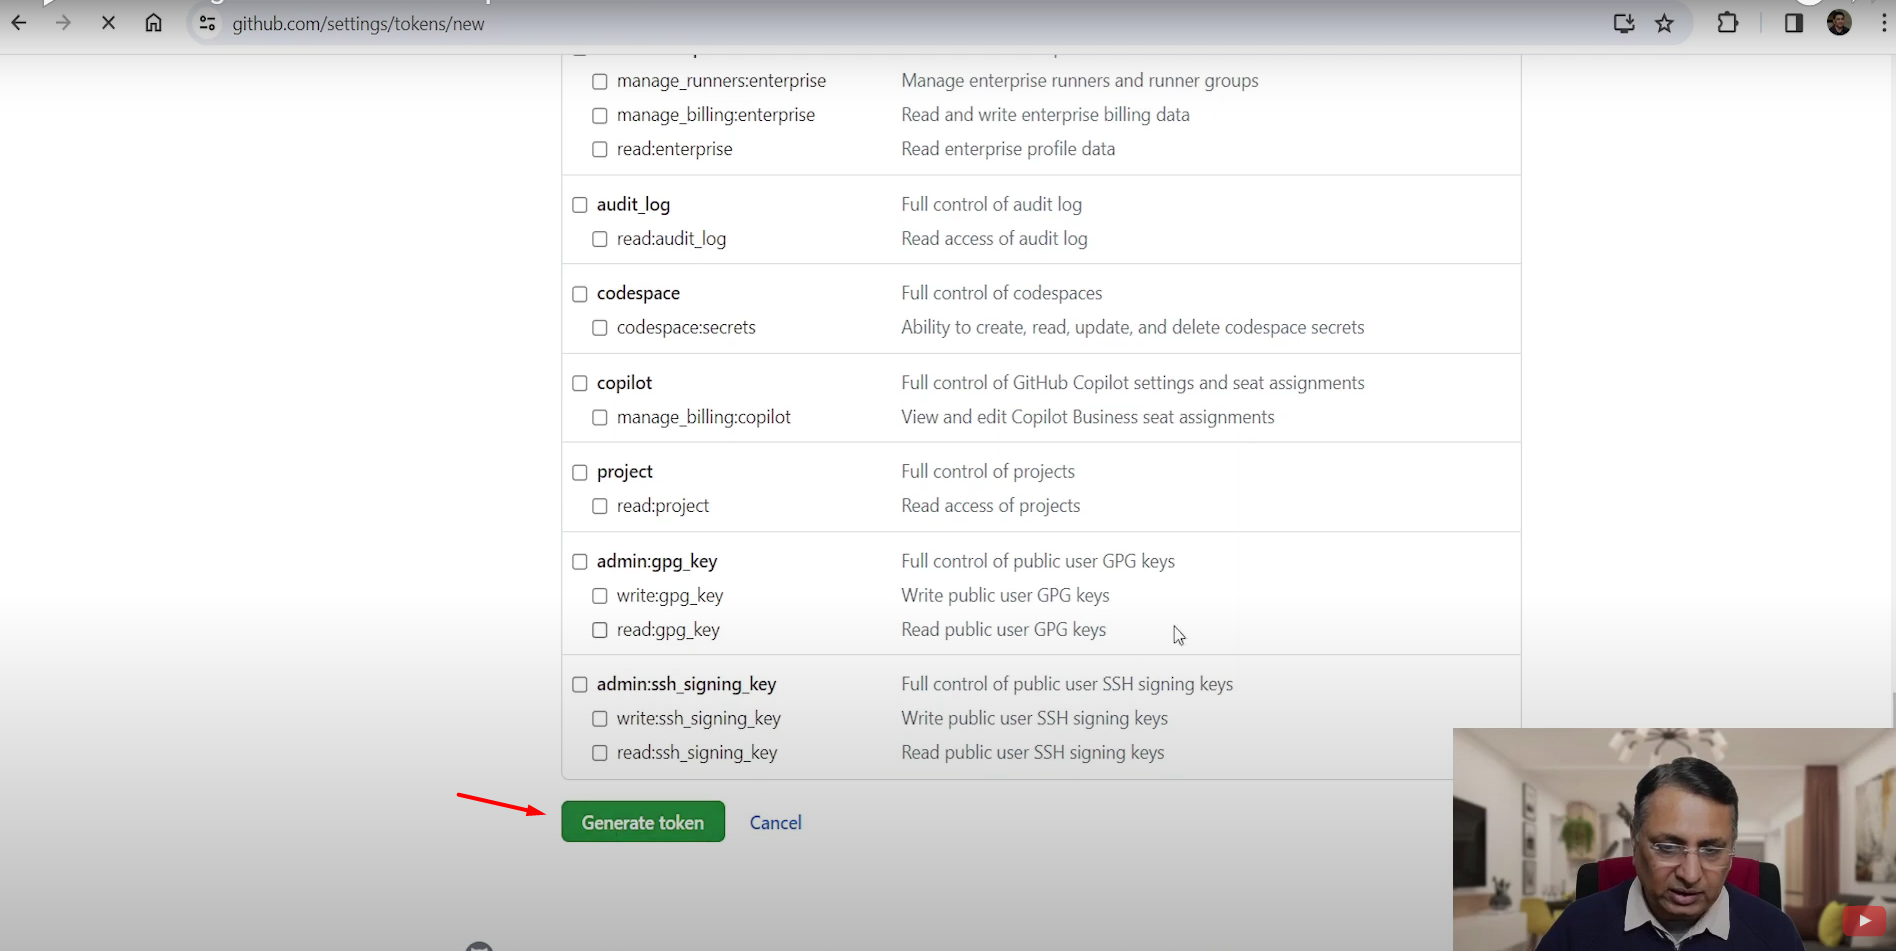 github.com/settings/tokens/new
manage_runners:enterprise Manage enterprise runners and runner groups
manage_billing:enterprise Read and write enterprise billing data
read:enterprise Read enterprise profile data
audit_log Full control of audit log
read:audit_log Read access of audit log
codespace Full control of codespaces
codespace:secrets Ability to create, read, update, and delete codespace secrets
copilot Full control of GitHub Copilot settings and seat assignments
manage_billing:copilot View and edit Copilot Business seat assignments
project Full control of projects
read:project Read access of projects
admin:gpg_key Full control of public user GPG keys
write:gpg_key Write public user GPG keys
read:gpg_key Read public user GPG keys
admin:ssh_signing_key Full control of public user SSH signing keys
write:ssh_signing_key Write public user SSH signing keys
read:ssh_signing_key Read public user SSH signing keys
Generate token Cancel